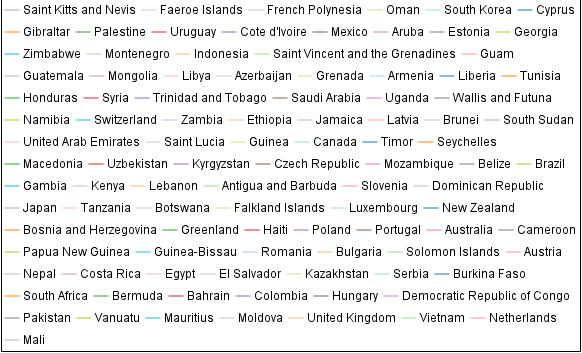 Saint Kitts and Nevis Faeroe Islands French Polynesia Oman South Korea Cyprus
Gibraltar Palestine Uruguay Cote d'Ivoire Mexico Aruba Estonia Georgia
Zimbabwe Montenegro Indonesia Saint Vincent and the Grenadines Guam
Guatemala Mongolia Libya Azerbaijan Grenada Armenia Liberia Tunisia
Honduras Syria Trinidad and Tobago Saudi Arabia Uganda Wallis and Futuna
Namibia Switzerland Zambia Ethiopia Jamaica Latvia Brunei South Sudan
United Arab Emirates Saint Lucia Guinea Canada Timor Seychelles
Macedonia Uzbekistan Kyrgyzstan Czech Republic Mozambique Belize Brazil
Gambia Kenya Lebanon Antigua and Barbuda Slovenia Dominican Republic
Japan Tanzania Botswana Falkland Islands Luxembourg New Zealand
Bosnia and Herzegovina Greenland Haiti Poland Portugal Australia Cameroon
Papua New Guinea Guinea-Bissau Romania Bulgaria Solomon Islands Austria
Nepal Costa Rica Egypt El Salvador Kazakhstan Serbia Burkina Faso
South Africa Bermuda Bahrain Colombia Hungary Democratic Republic of Congo
Pakistan Vanuatu Mauritius Moldova United Kingdom Vietnam Netherlands
Mali